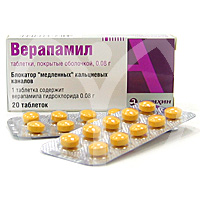 Верапамил
таблетки, покрытые оболочкой, 0,08 г
Блокатор "медленных" кальциевых
каналов
1 таблетка содержит
верапамила гидрохлорида 0.08 г
20 таблеток